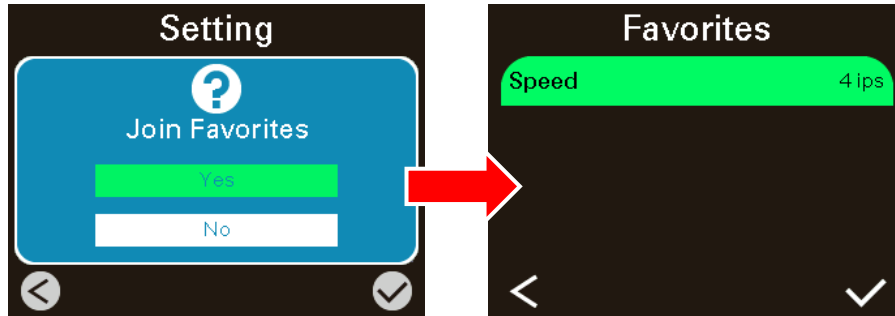 Setting
?
Join Favorites
Yes
No
Favorites
Speed 4 ips